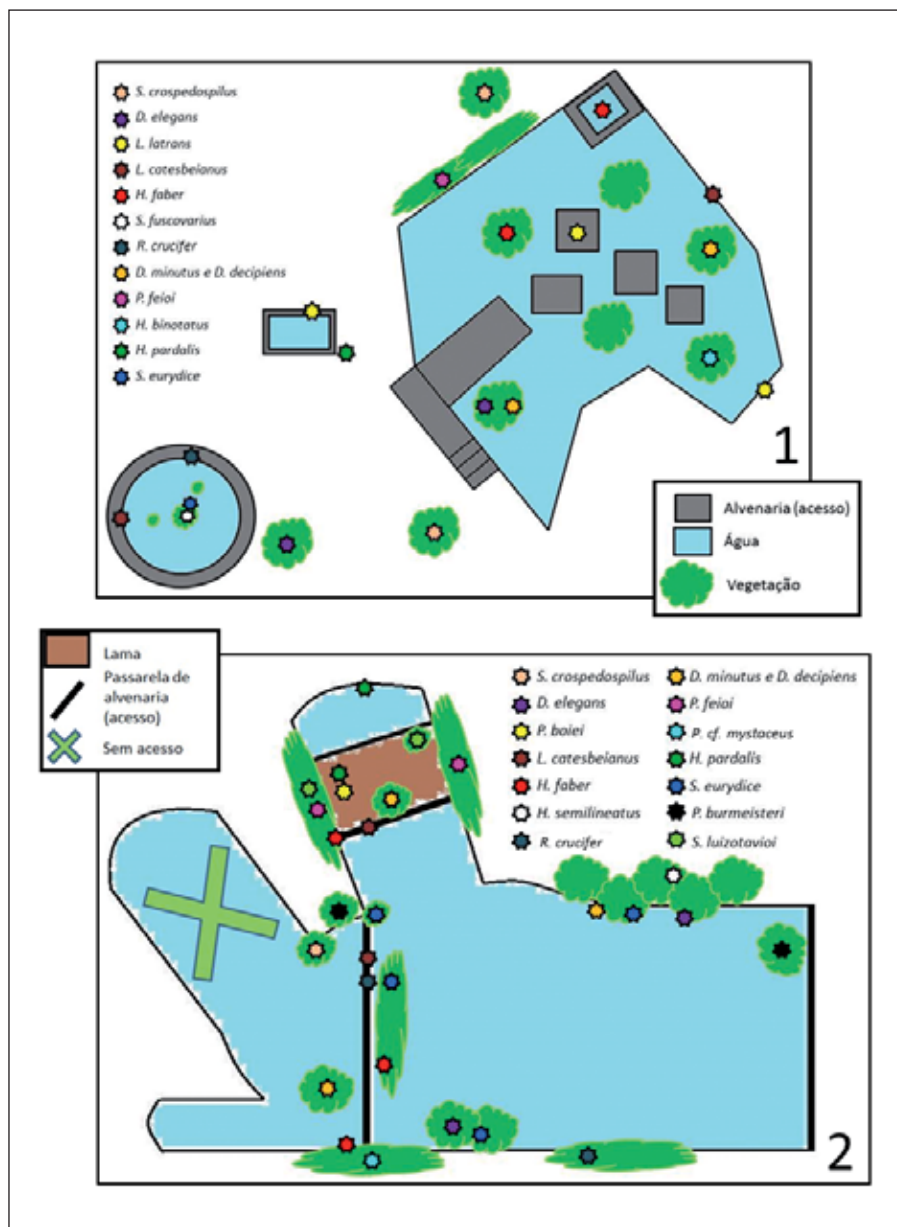 S. crospedospilus
D. elegans
L. latrans
L. catesbeianus
H. faber
S. fuscovarius
R. crucifer
D. minutus e D. decipiens
P. feioi
H. binotatus
H. pardalis
S. eurydice
1
Alvenaria (acesso)
Água
Vegetação
Lama
Passarela de
alvenaria
(acesso)
Sem acesso
S. crospedospilus
D. elegans
P. boiei
L. catesbeianus
H. faber
H. semilineatus
R. crucifer
D. minutus e D. decipiens
P. feioi
P. cf. mystaceus
H. pardalis
S. eurydice
P. burmeisteri
S. luizotavioi
2